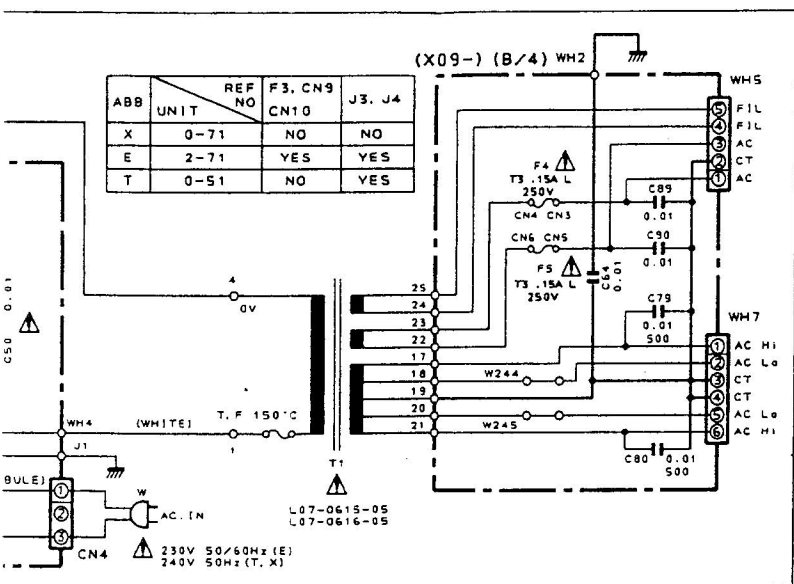 (X09-) (B/4) WH2
WH5
ABB
REF NO
UNIT
F3, CN9 CN10
J3, J4
X 0-71 NO NO
E 2-71 YES YES
T 0-51 NO YES
5 FIL
4 FIL
3 AC
2 CT
1 AC
F4
T3.15A L
250V
CN4 CN3
C89
0.01
CN6 CN5
C90
0.01
F5
T3.15A L
250V
C64
0.01
C79
0.01
500
C50 0.01
4
0V
25
24
23
22
17
18
19
20
21
W244
W245
WH7
1 AC Hi
2 AC Lo
3 CT
4 CT
5 AC Lo
6 AC Hi
C80 0.01
500
WH4
(WHITE)
T.F 150°C
1
J1
T1
L07-0615-05
L07-0616-05
BULE)
1
2
3
W
AC.IN
CN4
230V 50/60Hz(E)
240V 50Hz(T,X)